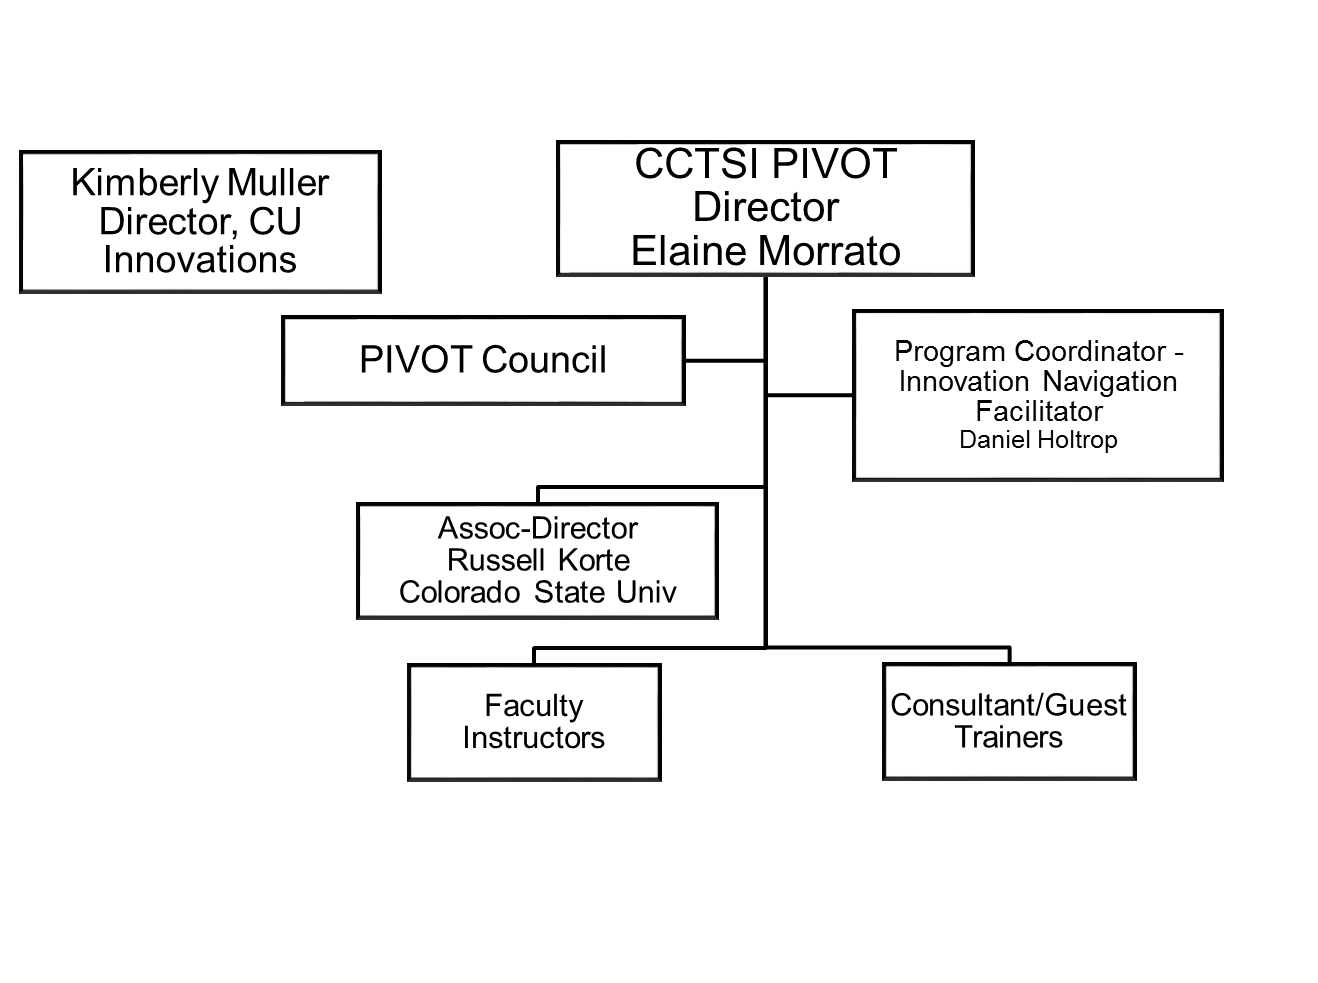 Kimberly Muller
Director, CU
Innovations
CCTSI PIVOT
Director
Elaine Morrato
PIVOT Council
Program Coordinator -
Innovation Navigation
Facilitator
Daniel Holtrop
Assoc-Director
Russell Korte
Colorado State Univ
Faculty
Instructors
Consultant/Guest
Trainers